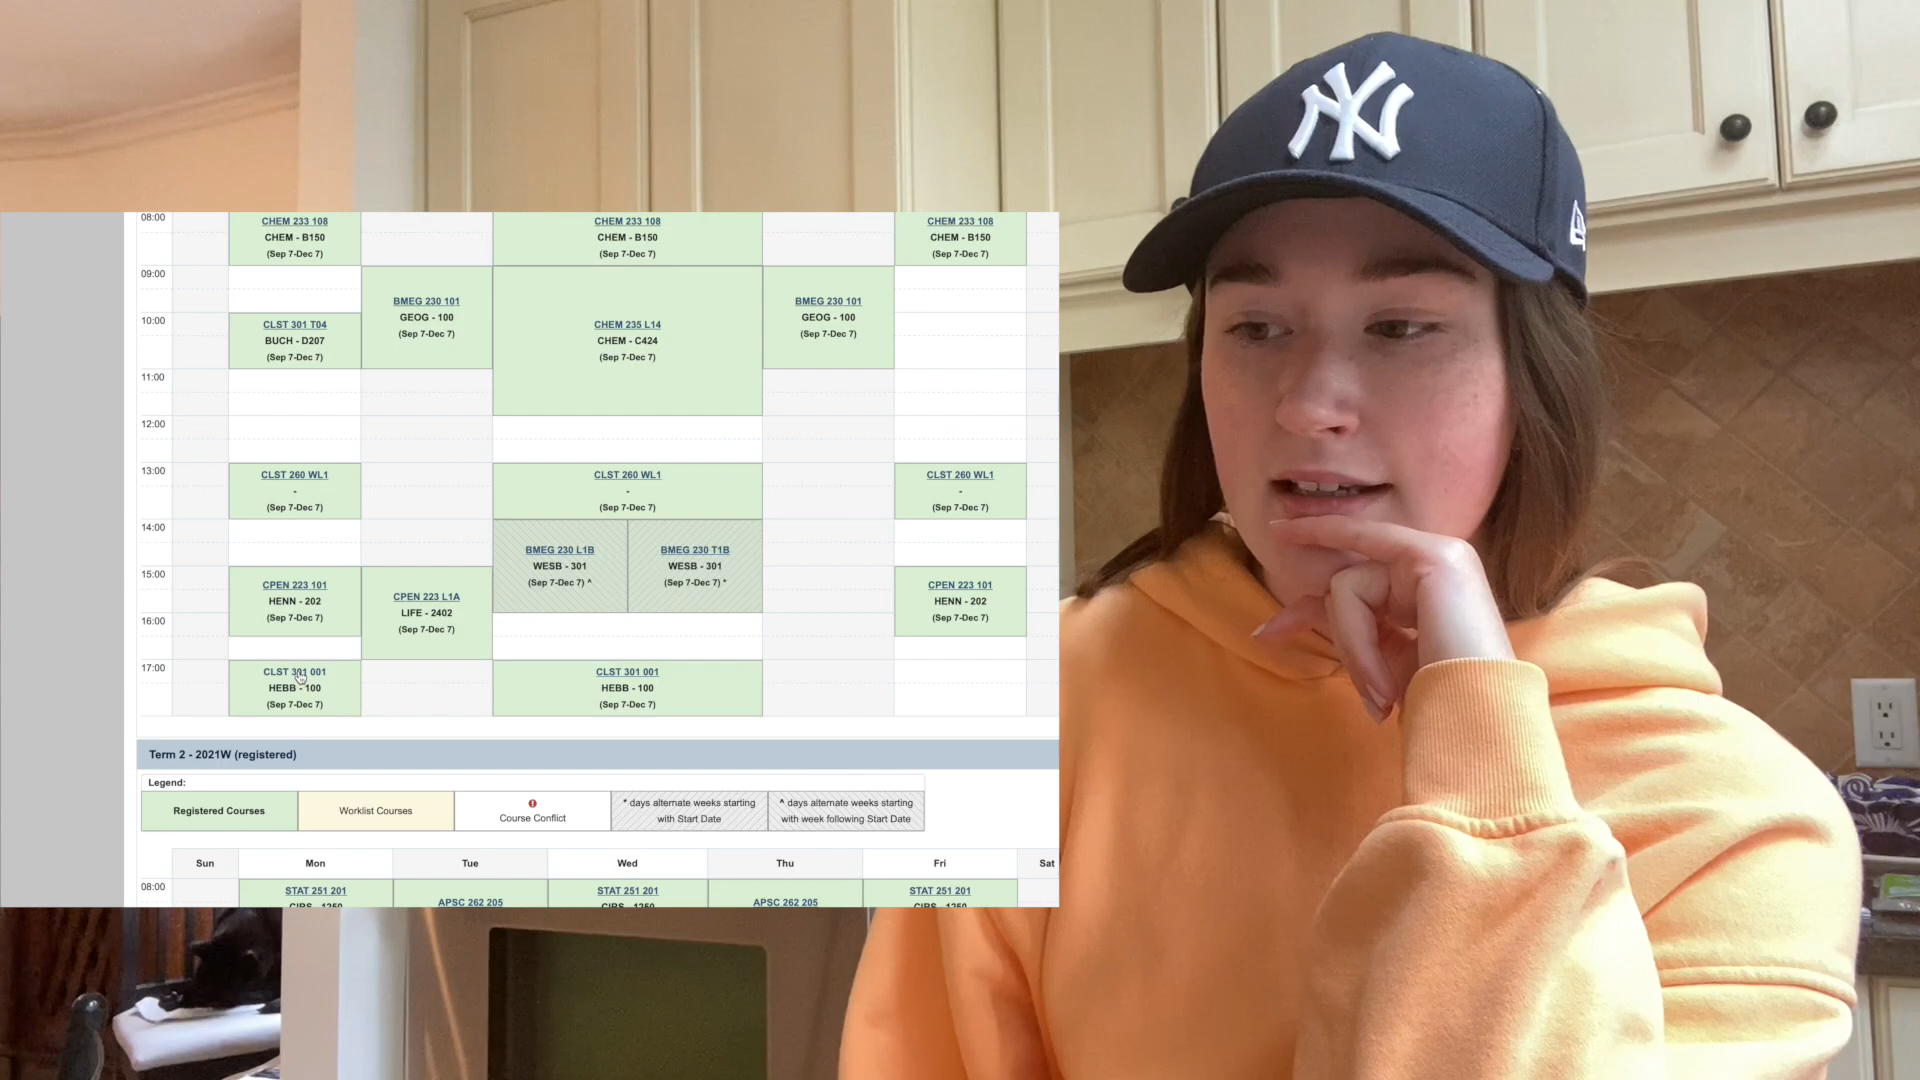 NY
08:00
CHEM 233 108
CHEM - B150
(Sep 7-Dec 7)
CHEM 233 108
CHEM - B150
(Sep 7-Dec 7)
CHEM 233 108
CHEM - B150
(Sep 7-Dec 7)
09:00
BMEG 230 101
GEOG - 100
(Sep 7-Dec 7)
CHEM 235 L14
CHEM - C424
(Sep 7-Dec 7)
BMEG 230 101
GEOG - 100
(Sep 7-Dec 7)
10:00
CLST 301 T04
BUCH - D207
(Sep 7-Dec 7)
11:00
12:00
13:00
CLST 260 WL1
-
(Sep 7-Dec 7)
CLST 260 WL1
-
(Sep 7-Dec 7)
CLST 260 WL1
-
(Sep 7-Dec 7)
14:00
BMEG 230 L1B
WESB - 301
(Sep 7-Dec 7) ^
BMEG 230 T1B
WESB - 301
(Sep 7-Dec 7) *
15:00
CPEN 223 101
HENN - 202
(Sep 7-Dec 7)
CPEN 223 L1A
LIFE - 2402
(Sep 7-Dec 7)
CPEN 223 101
HENN - 202
(Sep 7-Dec 7)
16:00
17:00
CLST 301 001
HEBB - 100
(Sep 7-Dec 7)
CLST 301 001
HEBB - 100
(Sep 7-Dec 7)
Term 2 - 2021W (registered)
Legend:
Registered Courses
Worklist Courses
Course Conflict
* days alternate weeks starting
with Start Date
^ days alternate weeks starting
with week following Start Date
Sun Mon Tue Wed Thu Fri Sat
08:00
STAT 251 201
APSC 262 205
STAT 251 201
APSC 262 205
STAT 251 201